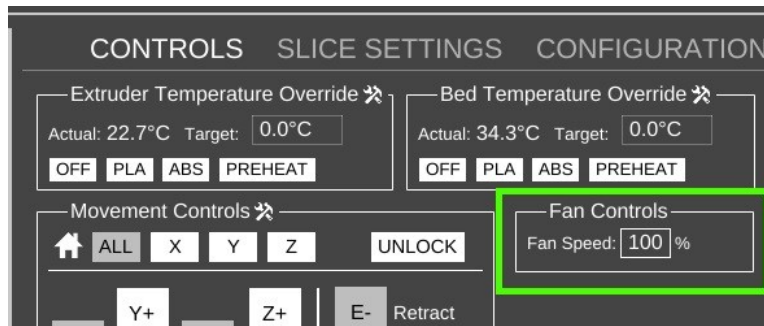 CONTROLS SLICE SETTINGS CONFIGURATION
Extruder Temperature Override
Actual: 22.7°C Target: 0.0°C
OFF PLA ABS PREHEAT
Bed Temperature Override
Actual: 34.3°C Target: 0.0°C
OFF PLA ABS PREHEAT
Movement Controls
ALL X Y Z UNLOCK
Y+ Z+ E- Retract
Fan Controls
Fan Speed: 100 %